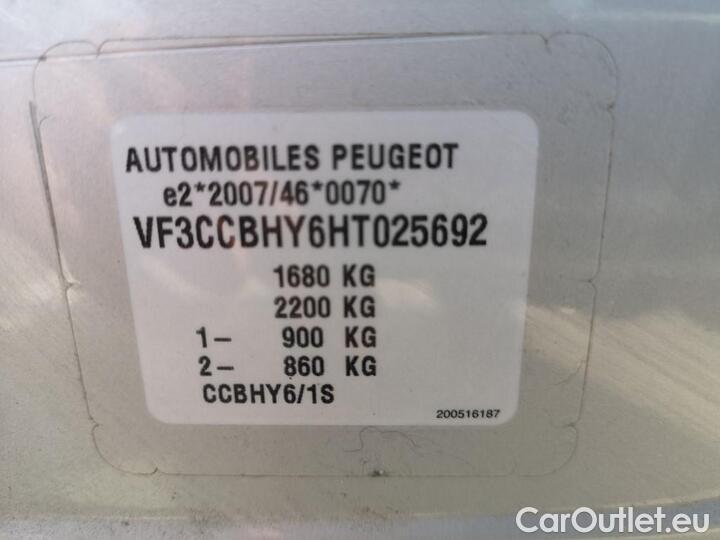 AUTOMOBILES PEUGEOT
e2*2007/46*0070*
VF3CCBHY6HT025692
1680 KG
2200 KG
1- 900 KG
2- 860 KG
CCBHY6/1S
200516187
CarOutlet.eu